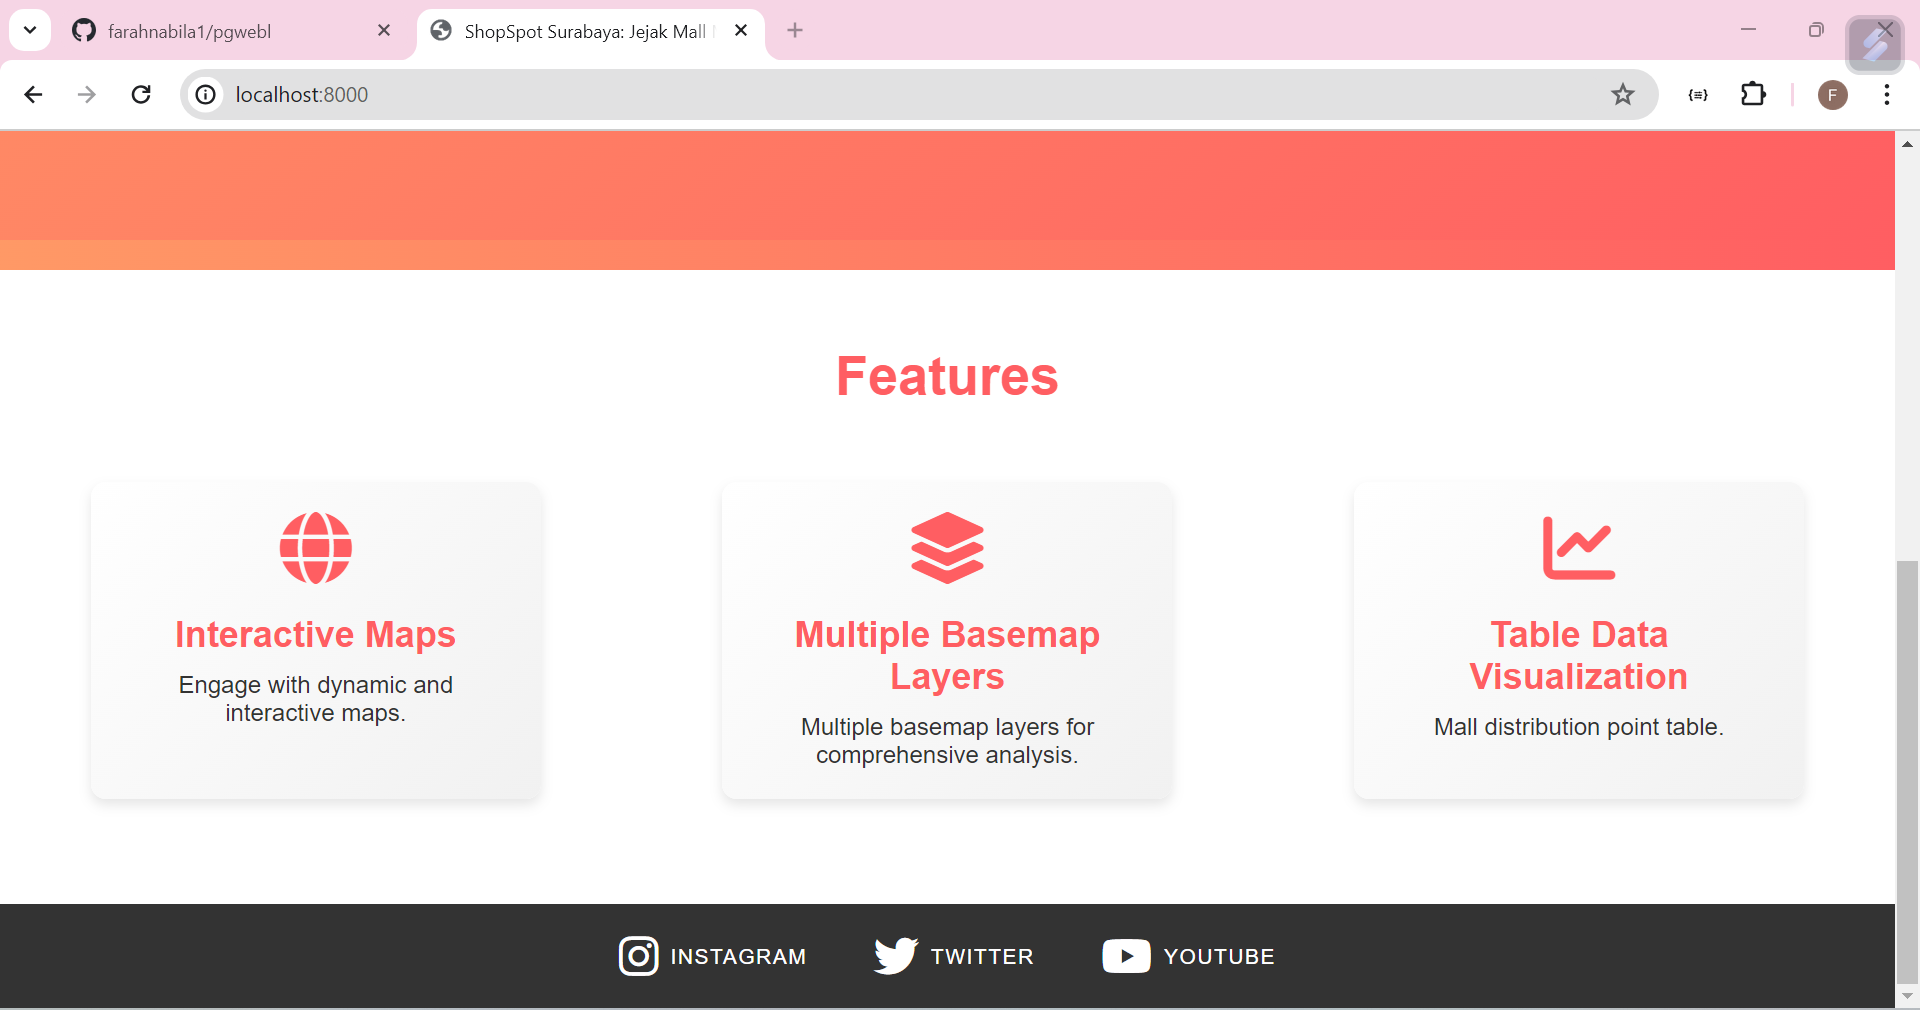 farahnabila1/pgwebl
ShopSpot Surabaya: Jejak Mall
localhost:8000
F
Features
Interactive Maps
Engage with dynamic and
interactive maps.
Multiple Basemap
Layers
Multiple basemap layers for
comprehensive analysis.
Table Data
Visualization
Mall distribution point table.
INSTAGRAM
TWITTER
YOUTUBE